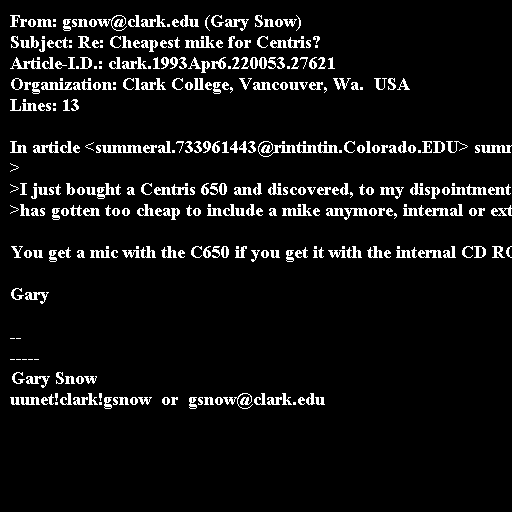 From: gsnow@clark.edu (Gary Snow)
Subject: Re: Cheapest mike for Centris?
Article-I.D.: clark.1993Apr6.220053.27621
Organization: Clark College, Vancouver, Wa.  USA
Lines: 13

In article <summeral.733961443@rintintin.Colorado.EDU> summ
>
>I just bought a Centris 650 and discovered, to my dispointment
>has gotten too cheap to include a mike anymore, internal or ext

You get a mic with the C650 if you get it with the internal CD RO

Gary

--
-----
Gary Snow
uunet!clark!gsnow  or  gsnow@clark.edu